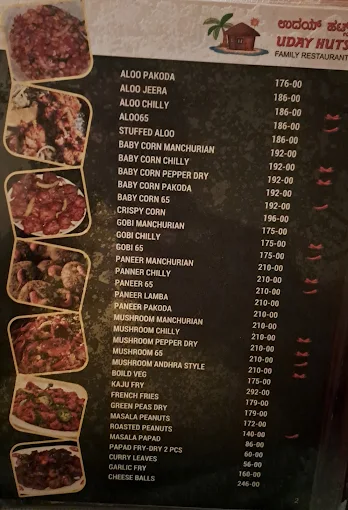 ಉದಯ್ ಹಟ್ಸ್
UDAY HUTS
FAMILY RESTAURANT
ALOO PAKODA 176-00
ALOO JEERA 186-00
ALOO CHILLY 186-00
ALOO65 186-00
STUFFED ALOO 186-00
BABY CORN MANCHURIAN 192-00
BABY CORN CHILLY 192-00
BABY CORN PEPPER DRY 192-00
BABY CORN PAKODA 192-00
BABY CORN 65 192-00
CRISPY CORN 196-00
GOBI MANCHURIAN 175-00
GOBI CHILLY 175-00
GOBI 65 175-00
PANEER MANCHURIAN 210-00
PANNER CHILLY 210-00
PANEER 65 210-00
PANEER LAMBA 210-00
PANEER PAKODA 210-00
MUSHROOM MANCHURIAN 210-00
MUSHROOM CHILLY 210-00
MUSHROOM PEPPER DRY 210-00
MUSHROOM 65 210-00
MUSHROOM ANDHRA STYLE 210-00
BOILD VEG 175-00
KAJU FRY 292-00
FRENCH FRIES 179-00
GREEN PEAS DRY 179-00
MASALA PEANUTS 172-00
ROASTED PEANUTS 140-00
MASALA PAPAD 86-00
PAPAD FRY-DRY 2 PCS 60-00
CURRY LEAVES 56-00
GARLIC FRY 160-00
CHEESE BALLS 246-00
2